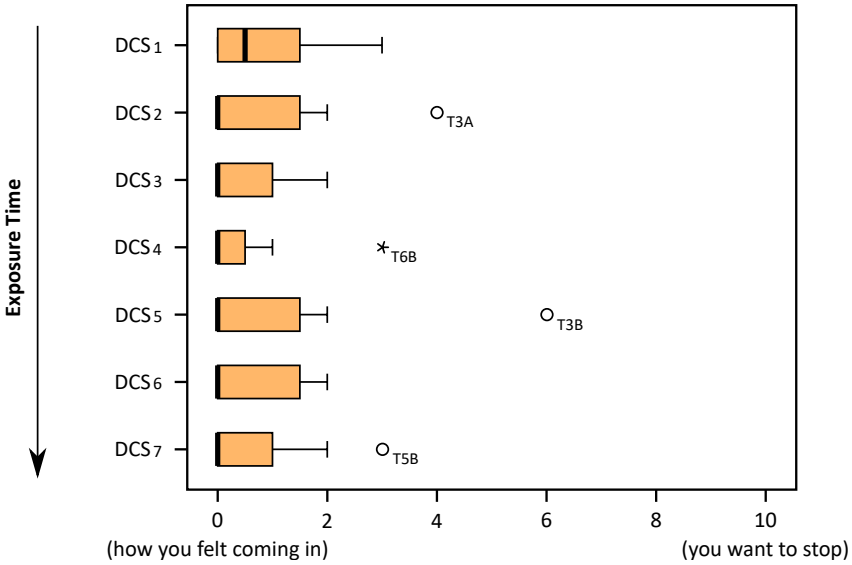 Exposure Time
DCS1
DCS2
T3A
DCS3
DCS4
T6B
DCS5
T3B
DCS6
DCS7
T5B
0 2 4 6 8 10
(how you felt coming in) (you want to stop)